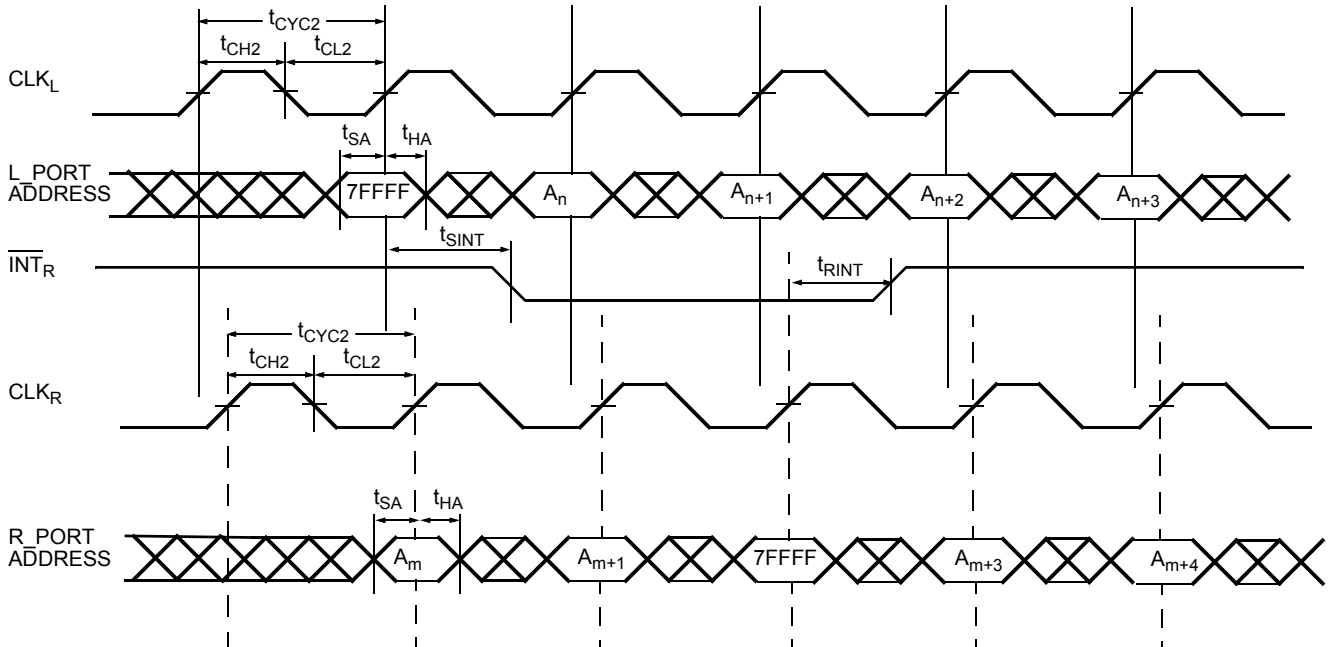 tCYC2
tCH2 tCL2
CLKL
tSA tHA
L_PORT
ADDRESS
7FFFF An An+1 An+2 An+3
tSINT
INTR
tRINT
tCYC2
tCH2 tCL2
CLKR
tSA tHA
R_PORT
ADDRESS
Am Am+1 7FFFF Am+3 Am+4